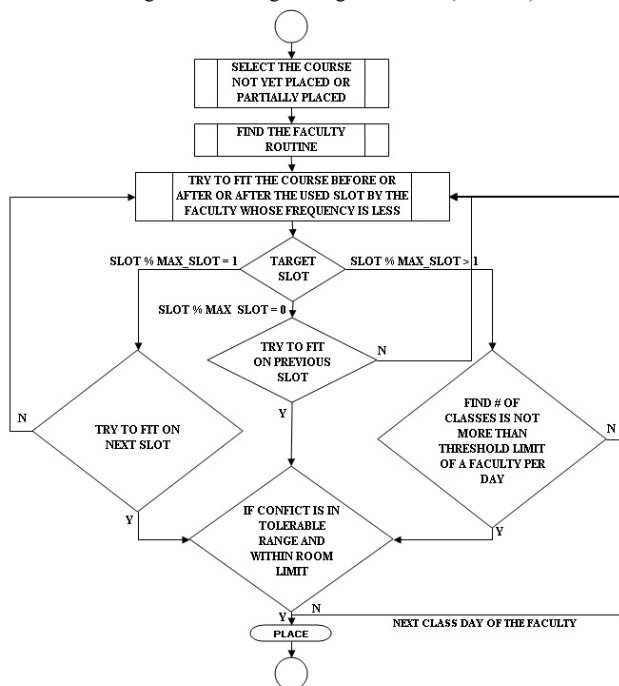 SELECT THE COURSE
NOT YET PLACED OR
PARTIALLY PLACED
FIND THE FACULTY
ROUTINE
TRY TO FIT THE COURSE BEFORE OR
AFTER OR AFTER THE USED SLOT BY THE
FACULTY WHOSE FREQUENCY IS LESS
SLOT % MAX_SLOT = 1
TARGET
SLOT
SLOT % MAX_SLOT > 1
SLOT % MAX SLOT = 0
TRY TO FIT
ON PREVIOUS
SLOT
N
Y
N
TRY TO FIT ON
NEXT SLOT
Y
FIND # OF
CLASSES IS NOT
MORE THAN
THRESHOLD LIMIT
OF A FACULTY PER
DAY
N
Y
IF CONFICT IS IN
TOLERABLE
RANGE AND
WITHIN ROOM
LIMIT
Y
N
NEXT CLASS DAY OF THE FACULTY
PLACE